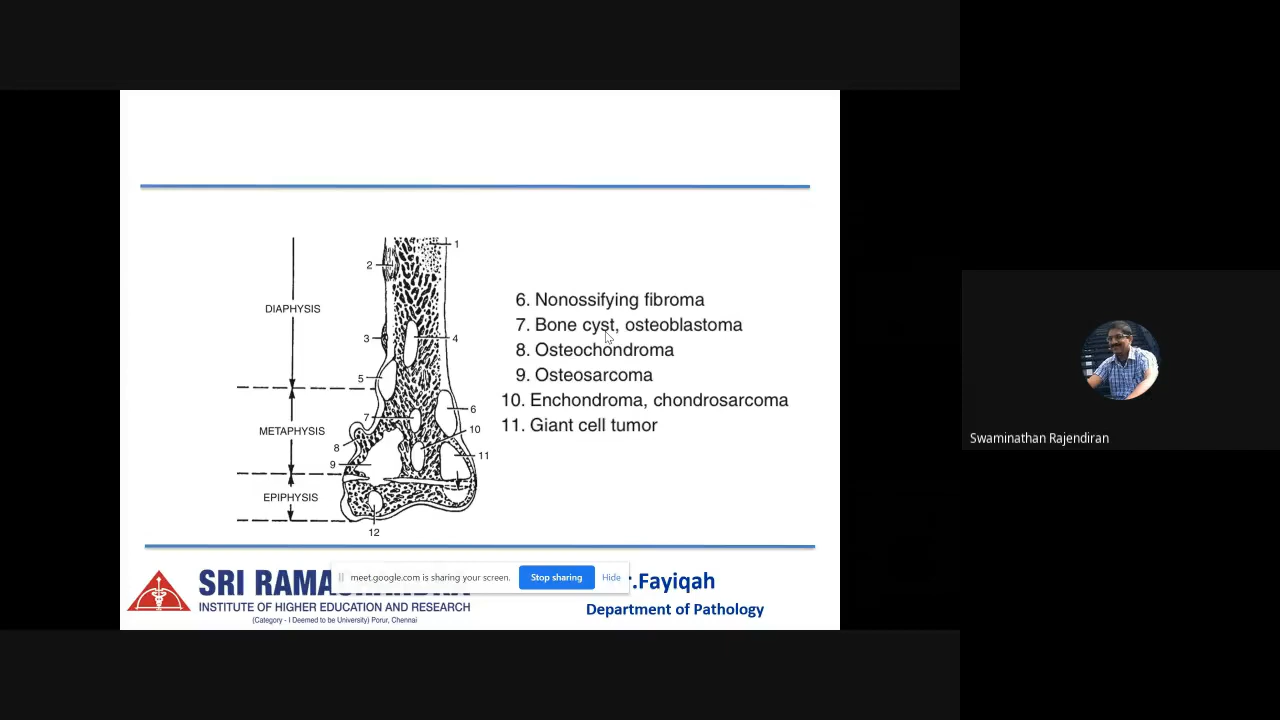 1
2
DIAPHYSIS
3
4
5
METAPHYSIS
6
7
10
8
9
11
EPIPHYSIS
12
6. Nonossifying fibroma
7. Bone cyst, osteoblastoma
8. Osteochondroma
9. Osteosarcoma
10. Enchondroma, chondrosarcoma
11. Giant cell tumor
SRI
INSTITUTE OF HIGHER EDUCATION AND RESEARCH
(Category - I Deemed to be University) Porur, Chennai
meet.google.com is sharing your screen.
Stop sharing
Hide
.Fayiqah
Department of Pathology
Swaminathan Rajendiran